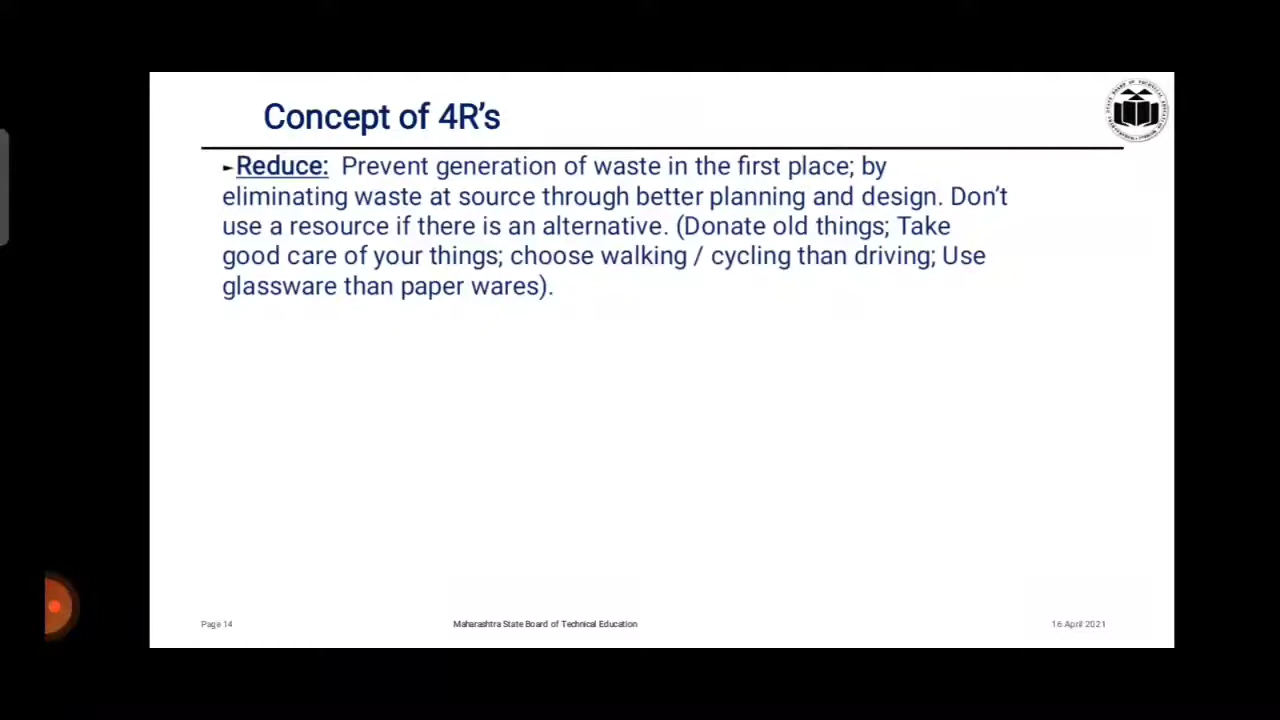 Concept of 4R's
►Reduce: Prevent generation of waste in the first place; by
eliminating waste at source through better planning and design. Don't
use a resource if there is an alternative. (Donate old things; Take
good care of your things; choose walking / cycling than driving; Use
glassware than paper wares).
Page 14
Maharashtra State Board of Technical Education
16 April 2021